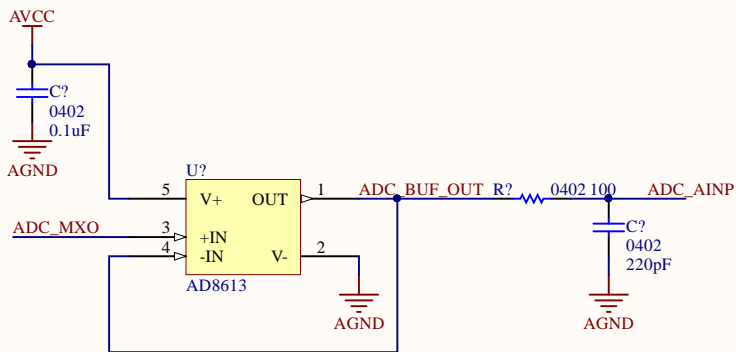 AVCC
C?
0402
0.1uF
AGND
U?
5 V+ OUT 1 ADC_BUF_OUT R? 0402 100 ADC_AINP
ADC_MXO 3 +IN
4 -IN V- 2
AD8613
AGND
C?
0402
220pF
AGND